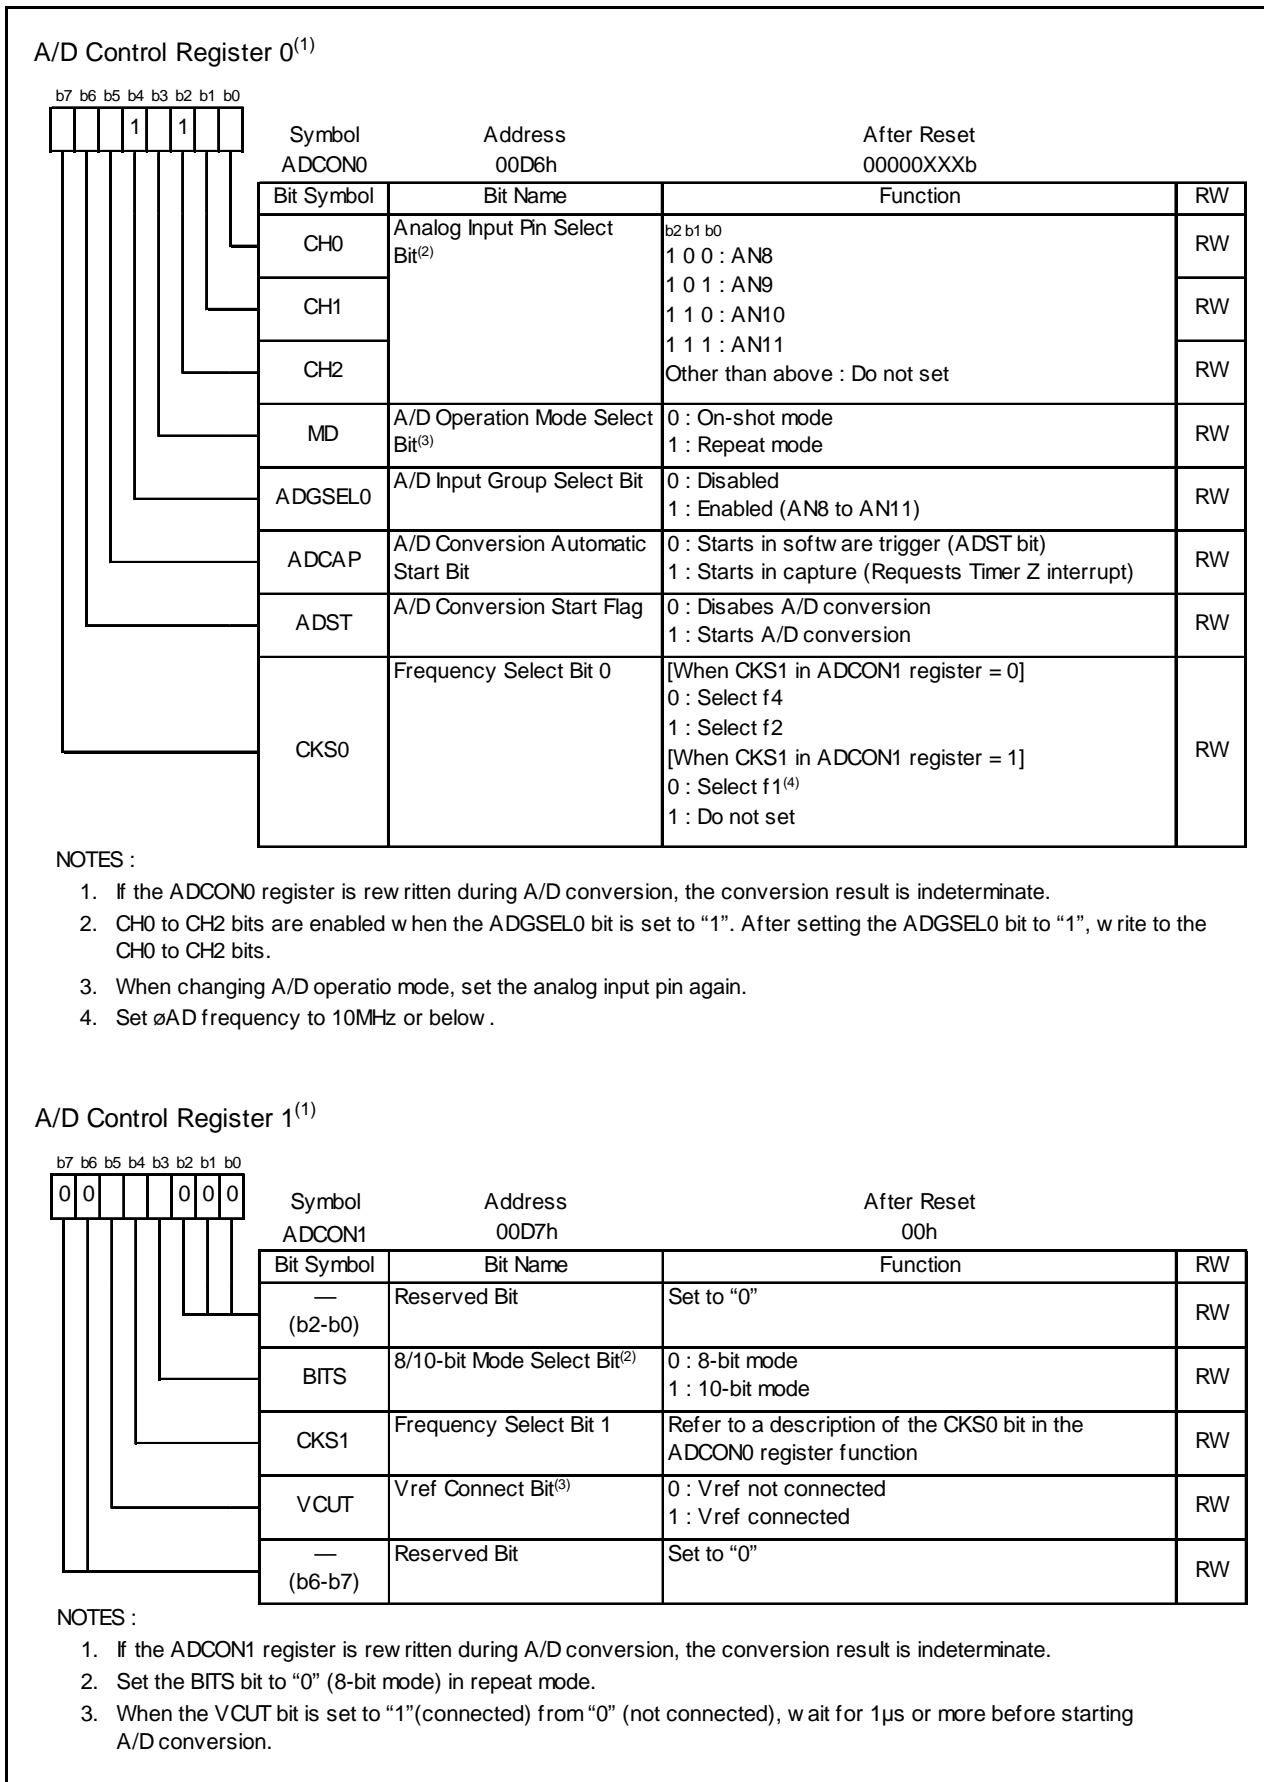 A/D Control Register 0(1)
b7 b6 b5 b4 b3 b2 b1 b0
1 1
Symbol Address After Reset
ADCON0 00D6h 00000XXXb
Bit Symbol Bit Name Function RW
CH0 Analog Input Pin Select Bit(2) b2 b1 b0 RW
1 0 0 : AN8
1 0 1 : AN9
CH1 1 1 0 : AN10 RW
1 1 1 : AN11
CH2 Other than above : Do not set RW
MD A/D Operation Mode Select Bit(3) 0 : On-shot mode RW
1 : Repeat mode
ADGSEL0 A/D Input Group Select Bit 0 : Disabled RW
1 : Enabled (AN8 to AN11)
ADCAP A/D Conversion Automatic Start Bit 0 : Starts in software trigger (ADST bit) RW
1 : Starts in capture (Requests Timer Z interrupt)
ADST A/D Conversion Start Flag 0 : Disabes A/D conversion RW
1 : Starts A/D conversion
CKS0 Frequency Select Bit 0 [When CKS1 in ADCON1 register = 0] RW
0 : Select f4
1 : Select f2
[When CKS1 in ADCON1 register = 1]
0 : Select f1(4)
1 : Do not set
NOTES :
1. If the ADCON0 register is rewritten during A/D conversion, the conversion result is indeterminate.
2. CH0 to CH2 bits are enabled when the ADGSEL0 bit is set to “1”. After setting the ADGSEL0 bit to “1”, write to the
CH0 to CH2 bits.
3. When changing A/D operatio mode, set the analog input pin again.
4. Set øAD frequency to 10MHz or below.
A/D Control Register 1(1)
b7 b6 b5 b4 b3 b2 b1 b0
0 0 0 0 0
Symbol Address After Reset
ADCON1 00D7h 00h
Bit Symbol Bit Name Function RW
— Reserved Bit Set to “0” RW
(b2-b0)
BITS 8/10-bit Mode Select Bit(2) 0 : 8-bit mode RW
1 : 10-bit mode
CKS1 Frequency Select Bit 1 Refer to a description of the CKS0 bit in the RW
ADCON0 register function
VCUT Vref Connect Bit(3) 0 : Vref not connected RW
1 : Vref connected
— Reserved Bit Set to “0” RW
(b6-b7)
NOTES :
1. If the ADCON1 register is rewritten during A/D conversion, the conversion result is indeterminate.
2. Set the BITS bit to “0” (8-bit mode) in repeat mode.
3. When the VCUT bit is set to “1”(connected) from “0” (not connected), wait for 1µs or more before starting
A/D conversion.